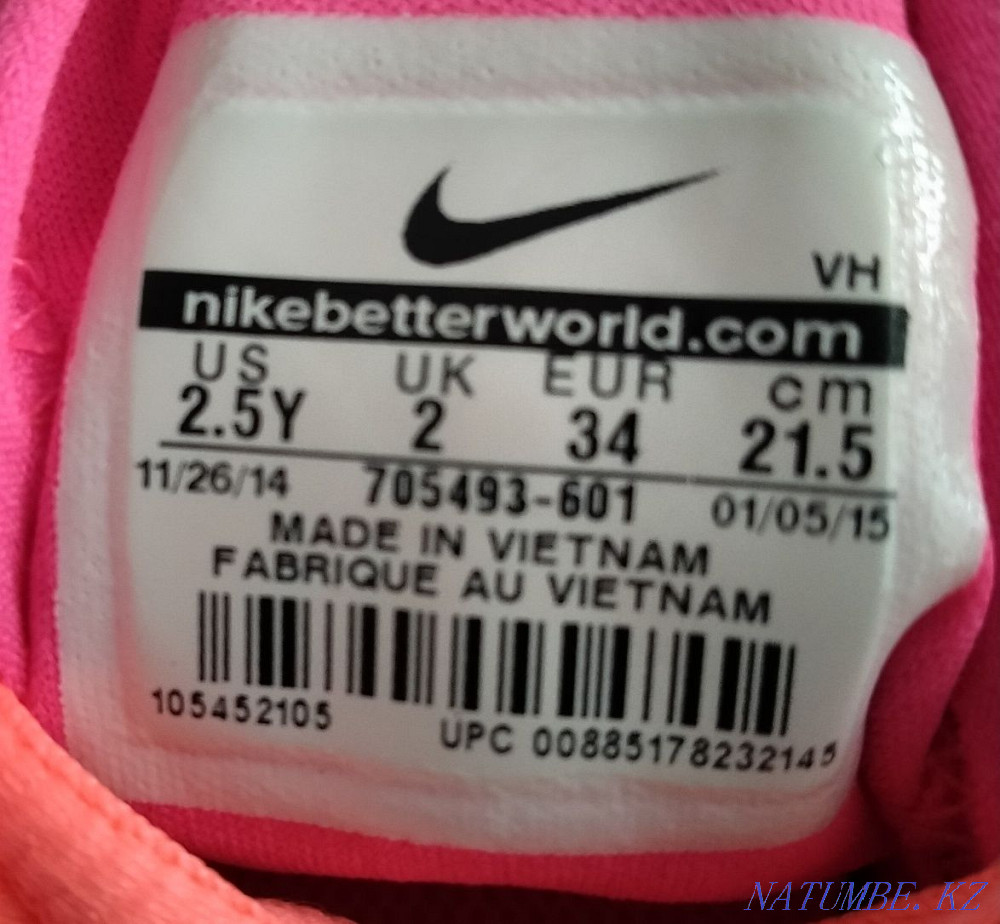 VH
nikebetterworld.com
US UK EUR cm
2.5Y 2 34 21.5
11/26/14 705493-601 01/05/15
MADE IN VIETNAM
FABRIQUE AU VIETNAM
105452105
UPC 00885178232145
NATUMBE. KZ